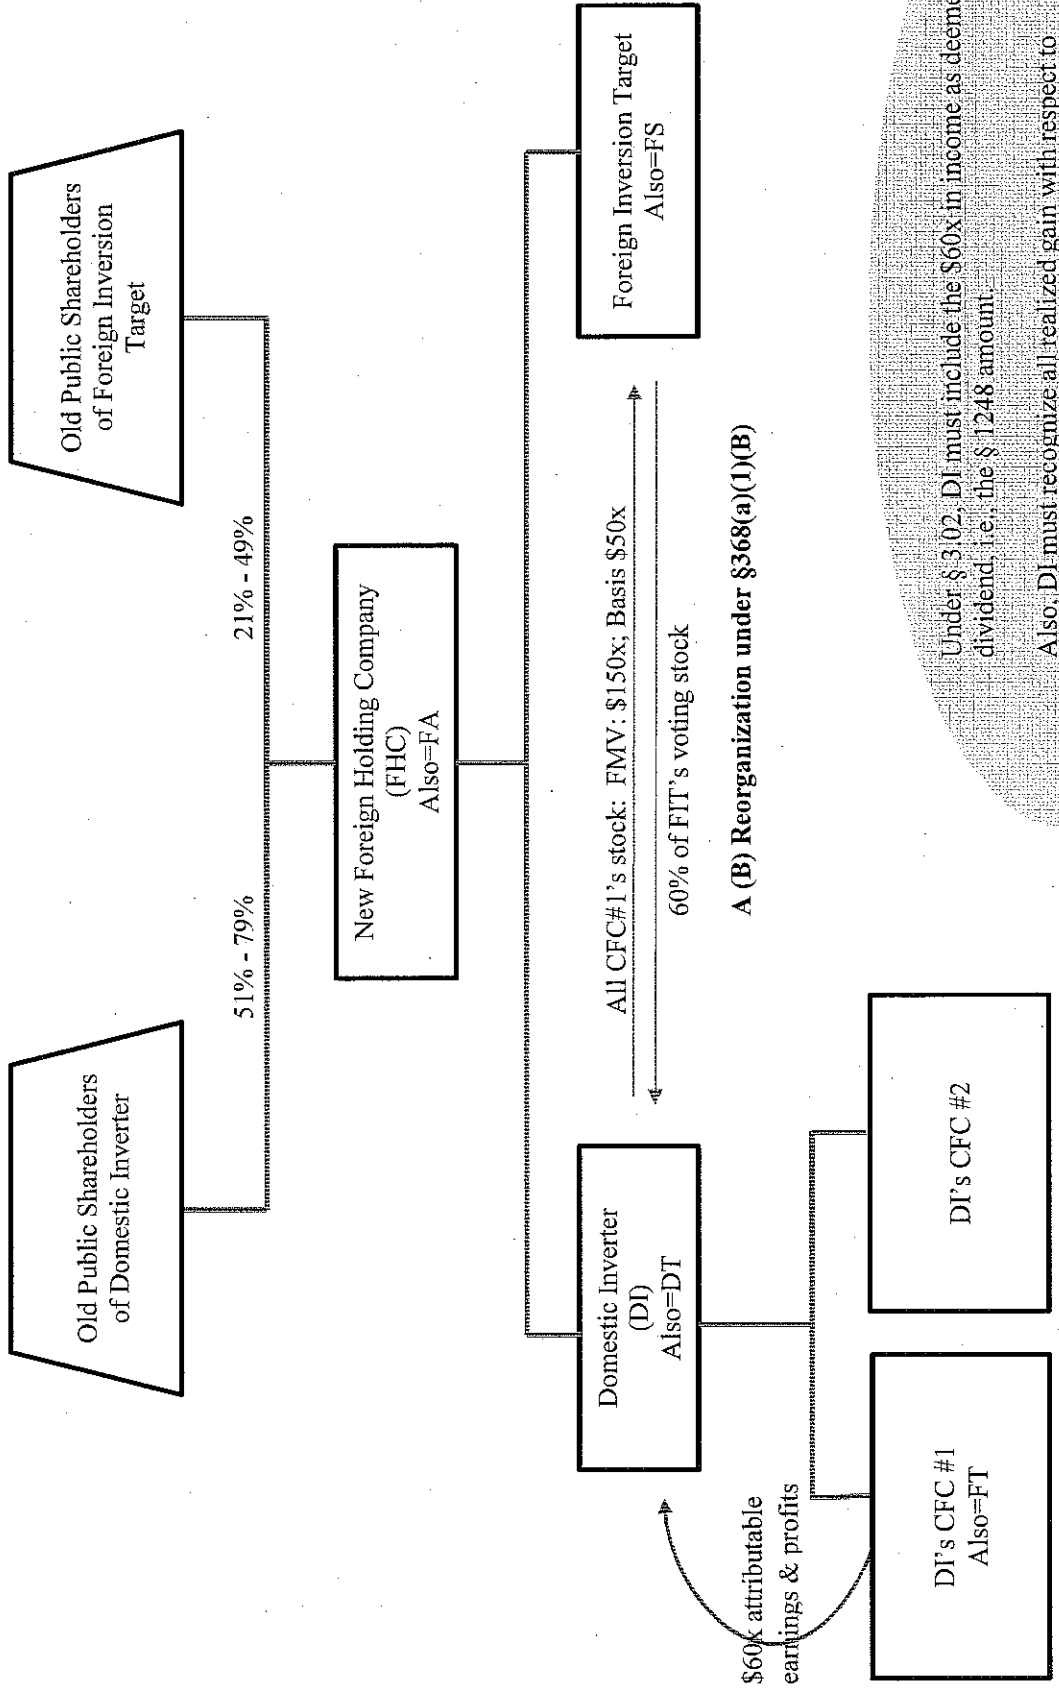 Old Public Shareholders
of Domestic Inverter
Old Public Shareholders
of Foreign Inversion
Target
51% - 79%
21% - 49%
New Foreign Holding Company
(FHC)
Also=FA
Domestic Inverter
(DI)
Also=DT
Foreign Inversion Target
Also=FS
All CFC#1's stock: FMV: $150x; Basis $50x
60% of FIT's voting stock
A (B) Reorganization under §368(a)(1)(B)
$60x attributable
earnings & profits
DI's CFC #1
Also=FT
DI's CFC #2
Under § 3.02, DI must include the $60x in income as deeme
dividend, i.e., the § 1248 amount.
Also, DI must recognize all realized gain with respect to